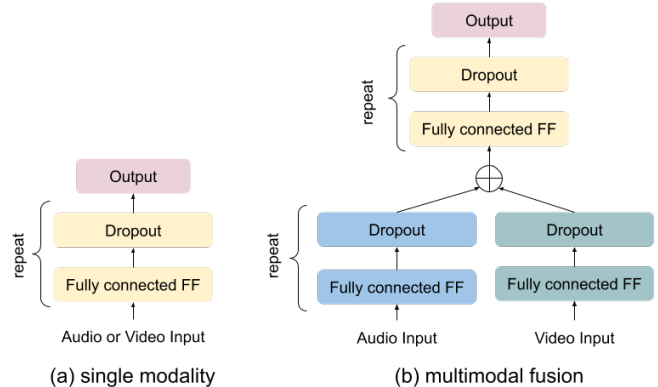 Output
Dropout
repeat
Fully connected FF
Audio or Video Input
(a) single modality
Output
Dropout
repeat
Fully connected FF
Dropout
Dropout
repeat
Fully connected FF
Fully connected FF
Audio Input
Video Input
(b) multimodal fusion